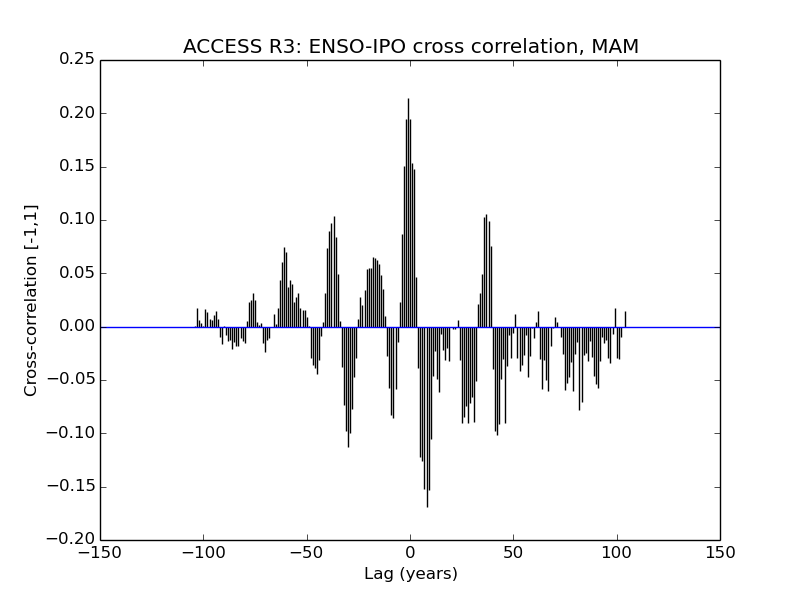 ACCESS R3: ENSO-IPO cross correlation, MAM
0.25
0.20
0.15
0.10
0.05
0.00
−0.05
−0.10
−0.15
−0.20
Cross-correlation [-1,1]
−150 −100 −50 0 50 100 150
Lag (years)